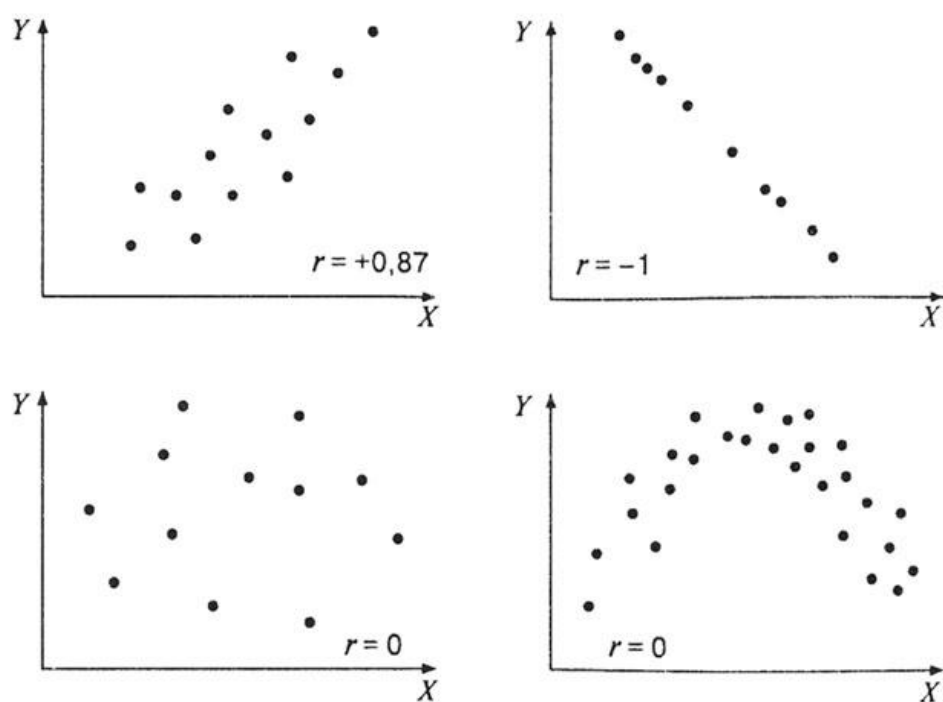 Y
r = +0,87
X
Y
r = −1
X
Y
r = 0
X
Y
r = 0
X